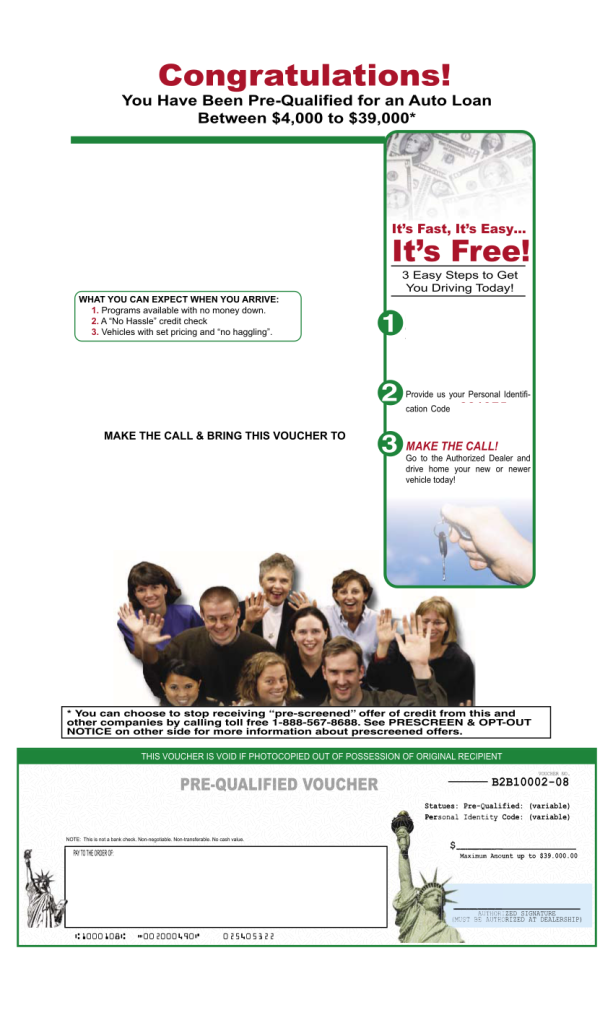 Congratulations!
You Have Been Pre-Qualified for an Auto Loan
Between $4,000 to $39,000*
It's Fast, It's Easy...
It's Free!
3 Easy Steps to Get
You Driving Today!
WHAT YOU CAN EXPECT WHEN YOU ARRIVE:
1. Programs available with no money down.
2. A "No Hassle" credit check
3. Vehicles with set pricing and "no haggling".
1
2 Provide us your Personal Identifi-
cation Code
MAKE THE CALL & BRING THIS VOUCHER TO
3 MAKE THE CALL!
Go to the Authorized Dealer and
drive home your new or newer
vehicle today!
* You can choose to stop receiving "pre-screened" offer of credit from this and
other companies by calling toll free 1-888-567-8688. See PRESCREEN & OPT-OUT
NOTICE on other side for more information about prescreened offers.
THIS VOUCHER IS VOID IF PHOTOCOPIED OUT OF POSSESSION OF ORIGINAL RECIPIENT
PRE-QUALIFIED VOUCHER
VOUCHER NO.
B2B10002-08
Statues: Pre-Qualified: (variable)
Personal Identity Code: (variable)
NOTE: This is not a bank check. Non-negotiable. Non-transferable. No cash value.
$
Maximum Amount up to $39.000.00
PAY TO THE ORDER OF:
AUTHORIZED SIGNATURE
(MUST BE AUTHORIZED AT DEALERSHIP)
⑆1000108⑆ ⑈002000490⑈ 025405322